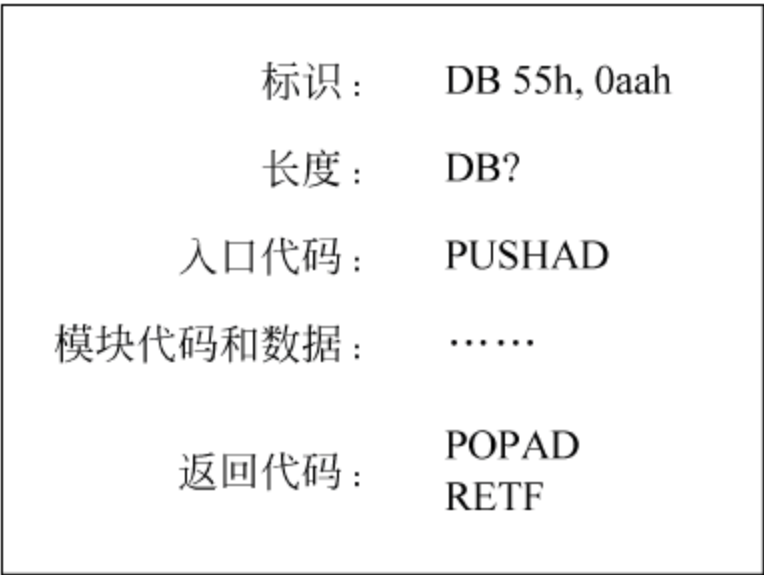 标识： DB 55h, 0aah
长度： DB?
入口代码： PUSHAD
模块代码和数据： ……
返回代码： POPAD
RETF